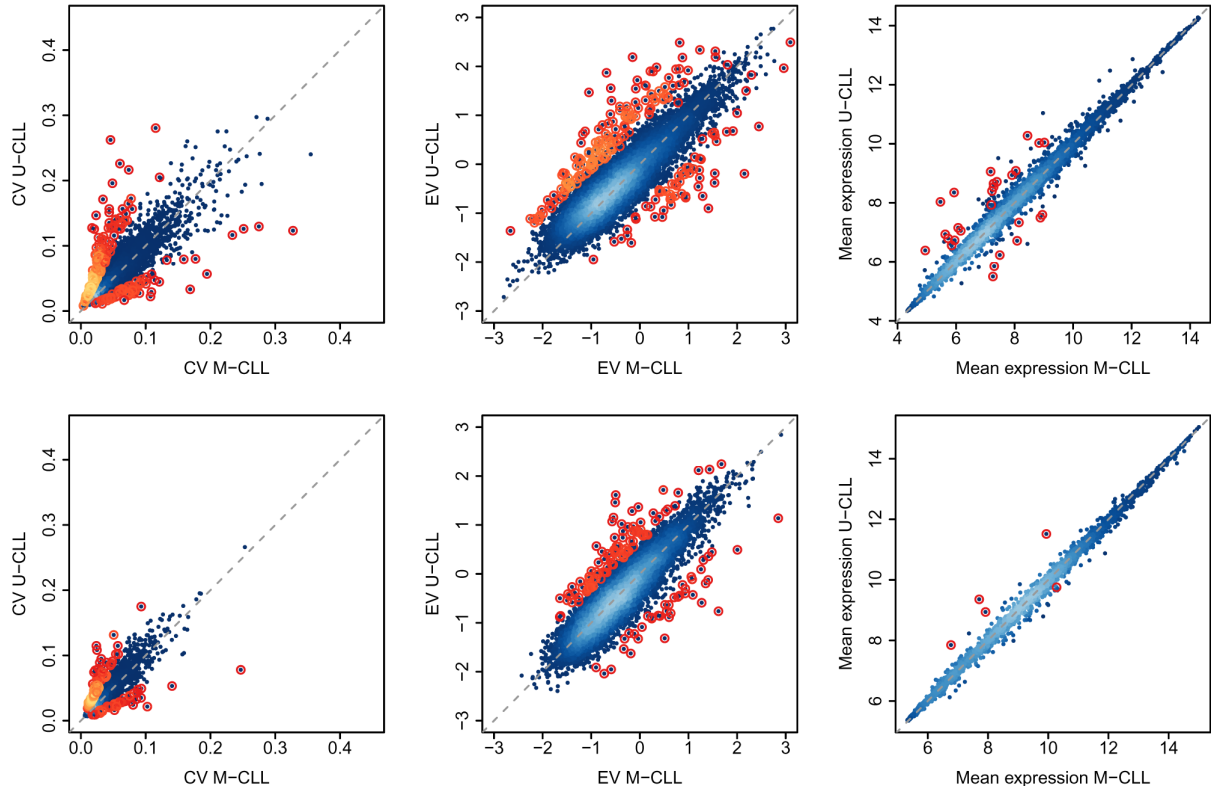 CV U−CLL
0.0 0.1 0.2 0.3 0.4
0.0 0.1 0.2 0.3 0.4
CV M−CLL
EV U−CLL
−3 −2 −1 0 1 2 3
−3 −2 −1 0 1 2 3
EV M−CLL
Mean expression U−CLL
4 6 8 10 12 14
4 6 8 10 12 14
Mean expression M−CLL
CV U−CLL
0.0 0.1 0.2 0.3 0.4
0.0 0.1 0.2 0.3 0.4
CV M−CLL
EV U−CLL
−3 −2 −1 0 1 2 3
−3 −2 −1 0 1 2 3
EV M−CLL
Mean expression U−CLL
6 8 10 12 14
6 8 10 12 14
Mean expression M−CLL